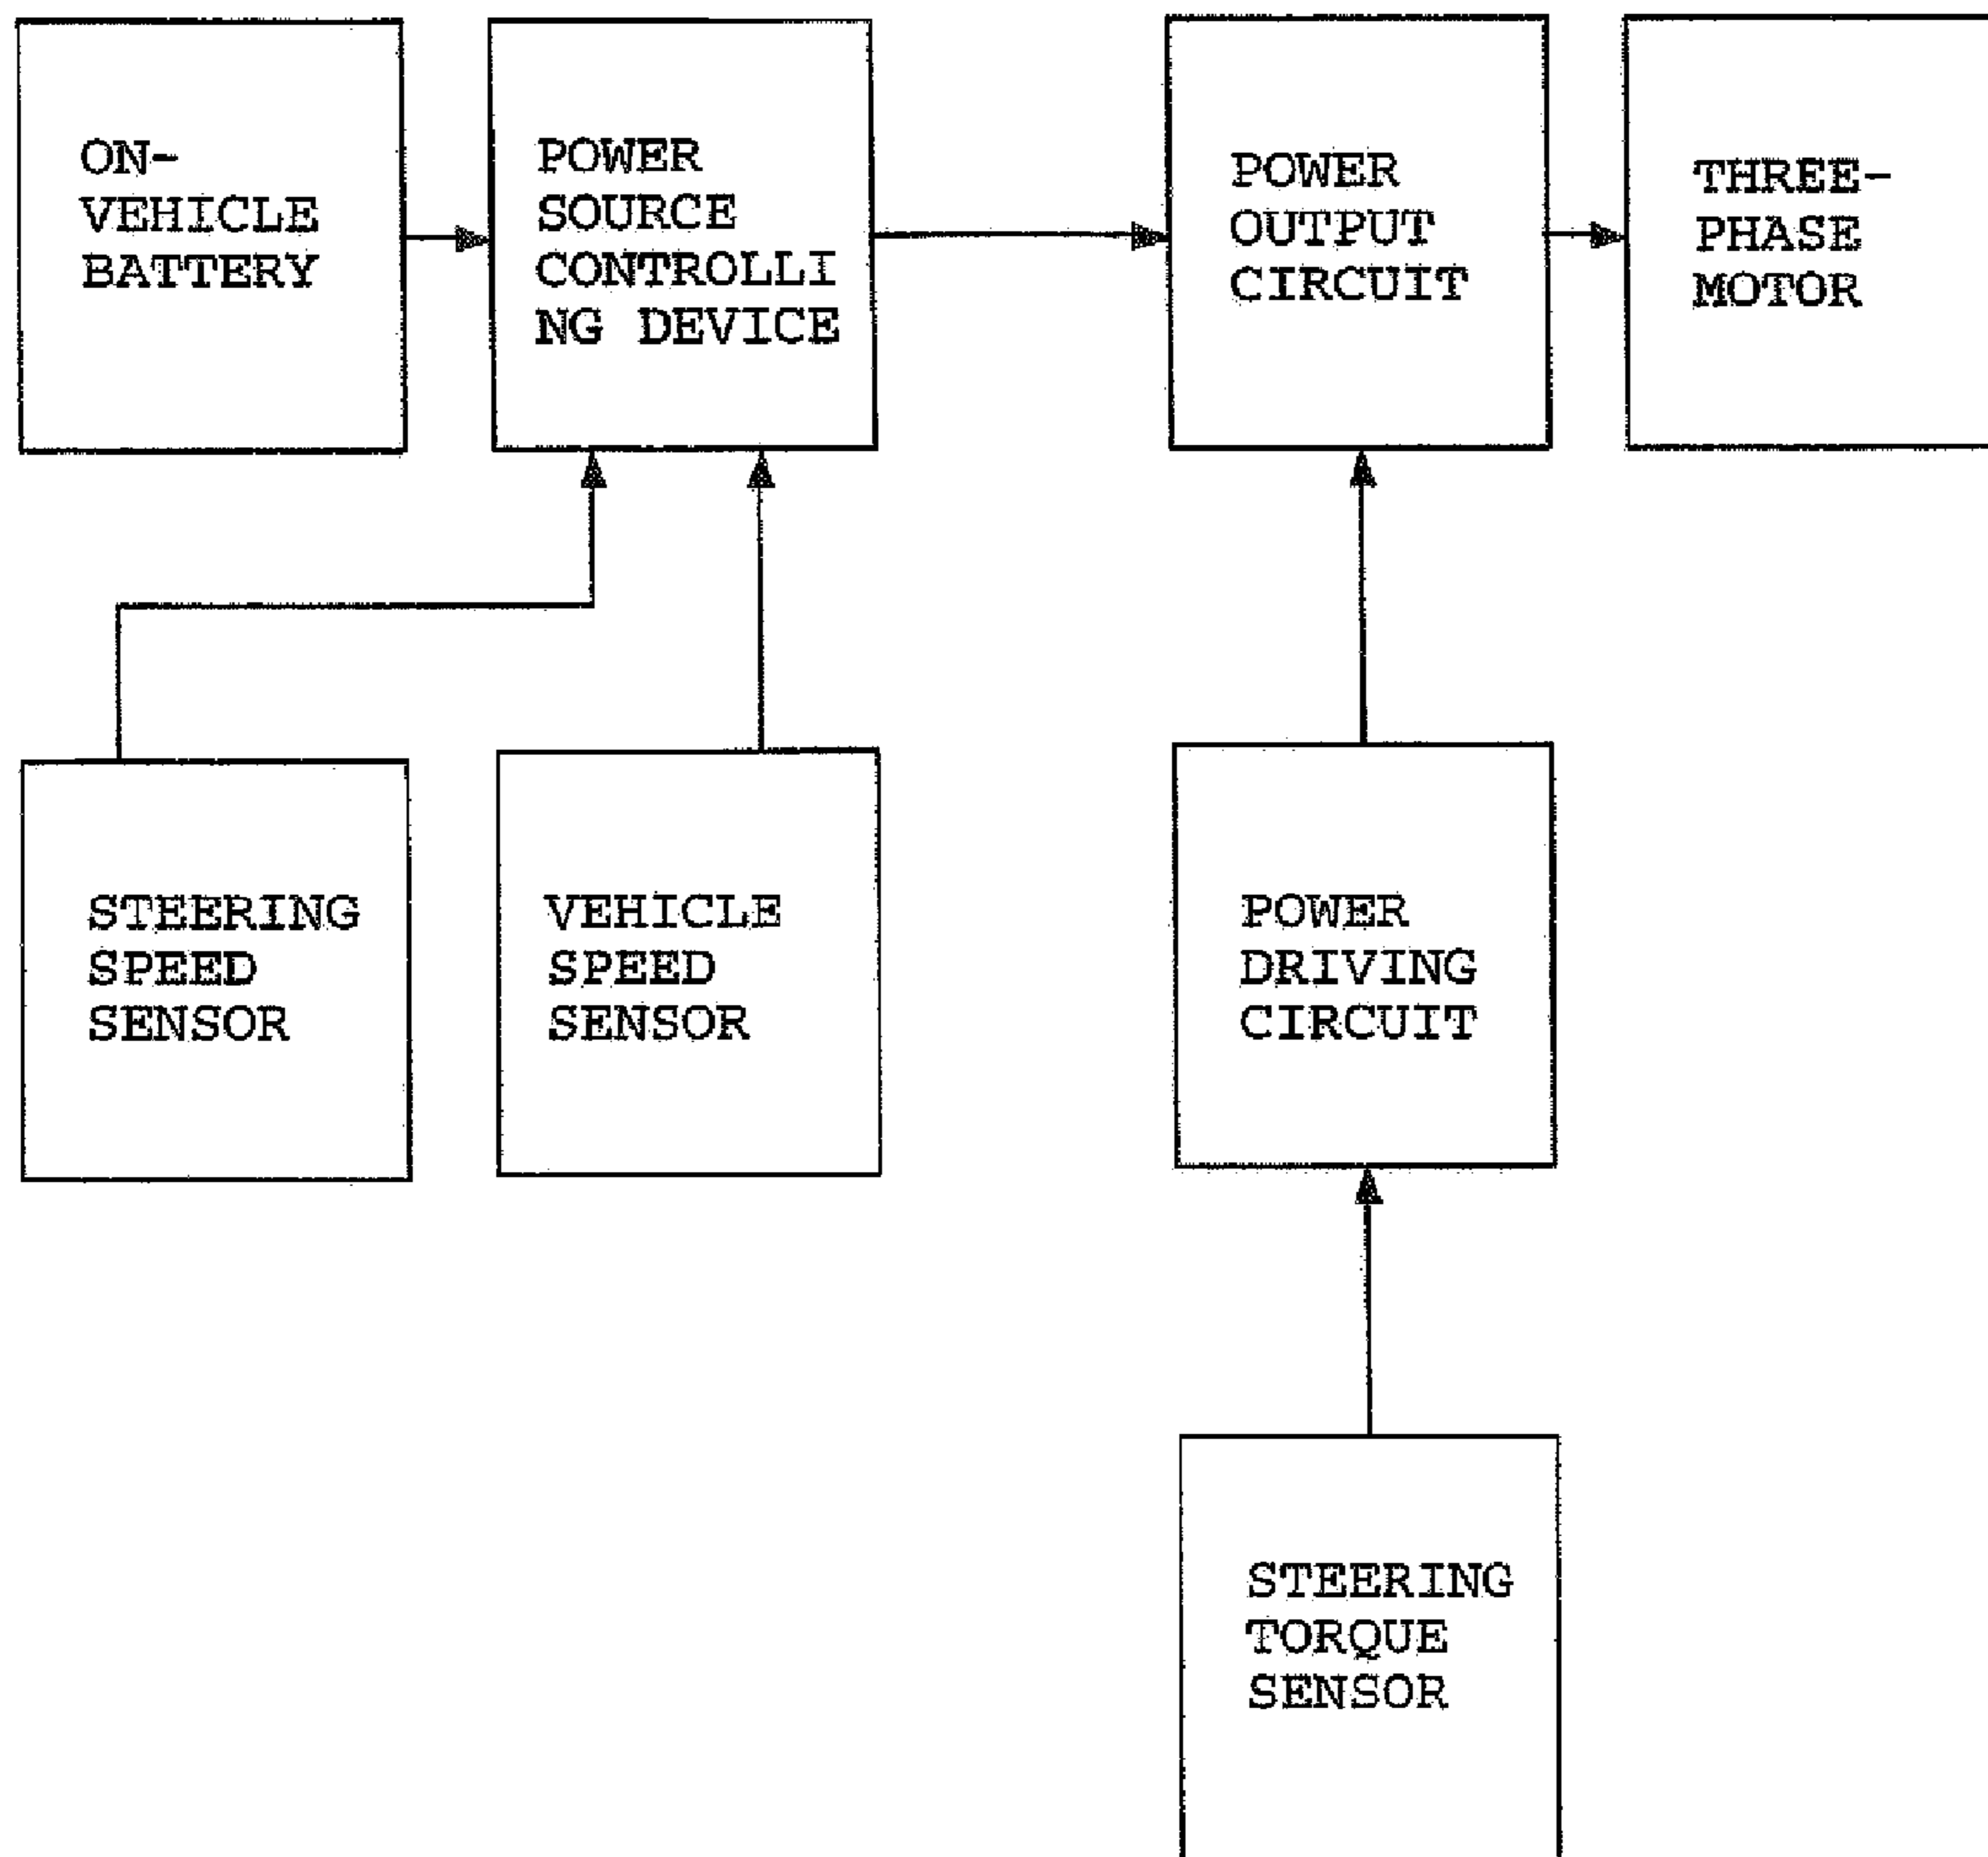 ON-
VEHICLE
BATTERY
POWER
SOURCE
CONTROLLI
NG DEVICE
POWER
OUTPUT
CIRCUIT
THREE-
PHASE
MOTOR
STEERING
SPEED
SENSOR
VEHICLE
SPEED
SENSOR
POWER
DRIVING
CIRCUIT
STEERING
TORQUE
SENSOR